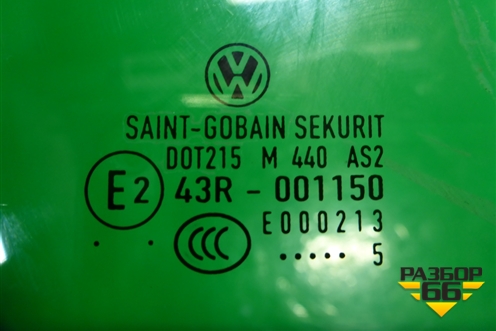 VW
SAINT-GOBAIN SEKURIT
DOT215 M 440 AS2
E2 43R - 001150
E000213
CCC ..... 5
. .
РАЗБОР
66